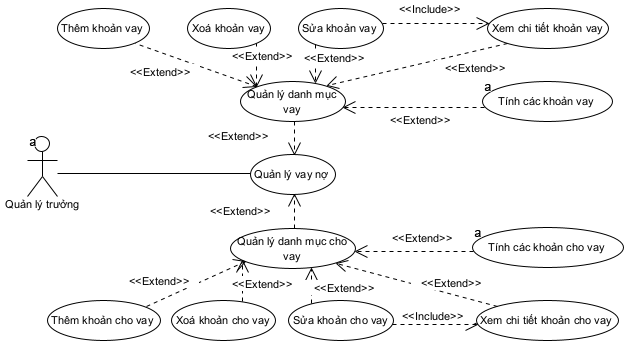 <<Include>>
Thêm khoản vay
Xoá khoản vay
Sửa khoản vay
Xem chi tiết khoản vay
<<Extend>>
<<Extend>>
<<Extend>>
<<Extend>>
a
Quản lý danh mục
vay
Tính các khoản vay
<<Extend>>
<<Extend>>
a
Quản lý vay nợ
Quản lý trưởng
<<Extend>>
a
Quản lý danh mục cho
vay
<<Extend>>
Tính các khoản cho vay
<<Extend>>
<<Extend>>
<<Extend>>
<<Extend>>
Thêm khoản cho vay
Xoá khoản cho vay
Sửa khoản cho vay
<<Include>>
Xem chi tiết khoản cho vay